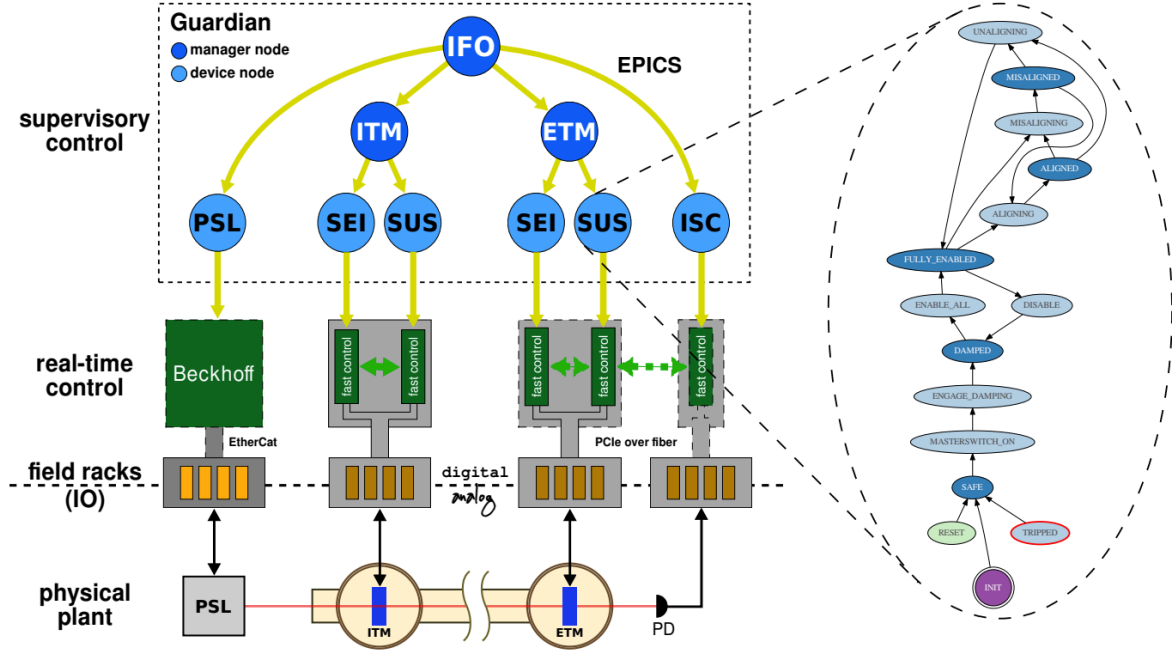 Guardian
manager node
device node
IFO
EPICS
supervisory
control
ITM
ETM
PSL
SEI
SUS
SEI
SUS
ISC
real-time
control
Beckhoff
fast control
fast control
fast control
fast control
fast control
EtherCat
PCIe over fiber
field racks
(IO)
digital
analog
physical
plant
PSL
ITM
ETM
PD
UNALIGNING
MISALIGNED
MISALIGNING
ALIGNED
ALIGNING
FULLY_ENABLED
ENABLE_ALL
DISABLE
DAMPED
ENGAGE_DAMPING
MASTERSWITCH_ON
SAFE
RESET
TRIPPED
INIT